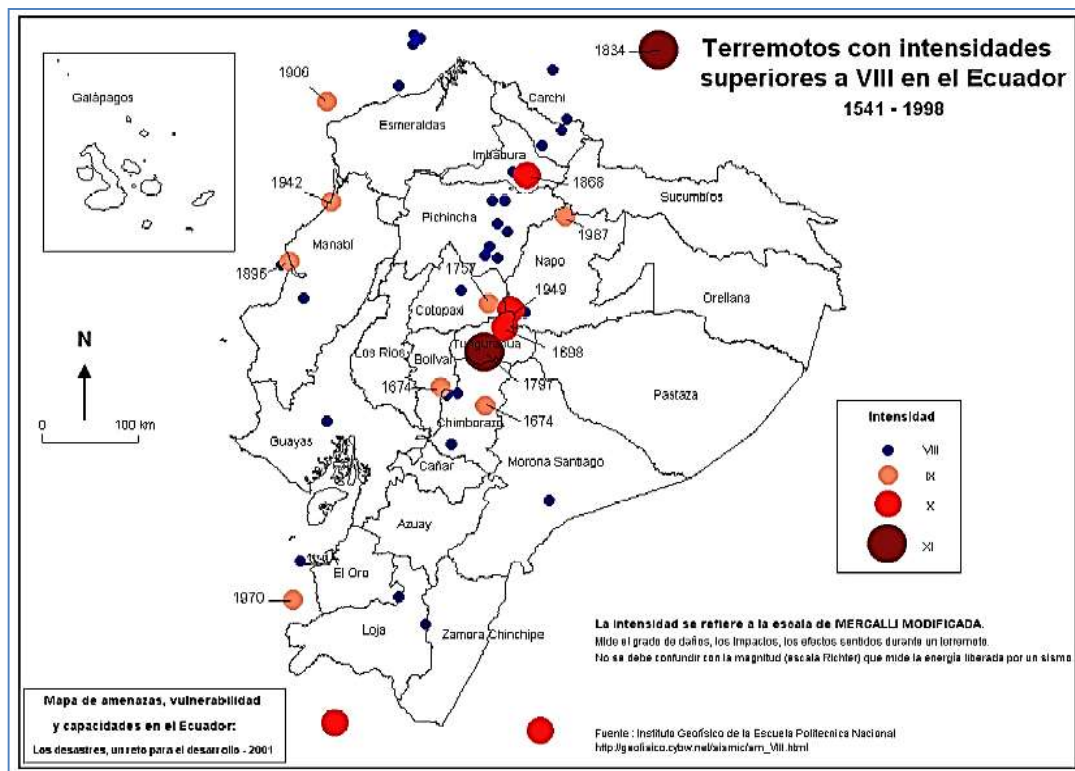 1834
Terremotos con intensidades
superiores a VIII en el Ecuador
1541 - 1998
Galápagos
1906
Carchi
Esmeraldas
Imbabura
1868
Sucumbíos
1942
Pichincha
1987
Manabí
Napo
1896
1757
1949
Orellana
Cotopaxi
N
Los Ríos
Tungurahua
1698
Bolívar
1674
1797
Pastaza
1674
Chimborazo
0 100 km
Guayas
Cañar
Morona Santiago
Intensidad
VIII
IX
X
XI
Azuay
El Oro
1970
Loja
Zamora Chinchipe
La intensidad se refiere a la escala de MERCALLI MODIFICADA.
Mide el grado de daños, los impactos, los efectos sentidos durante un terremoto.
No se debe confundir con la magnitud (escala Richter) que mide la energía liberada por un sismo
Mapa de amenazas, vulnerabilidad
y capacidades en el Ecuador:
Los desastres, un reto para el desarrollo - 2001
Fuente : Instituto Geofísico de la Escuela Politecnica Nacional